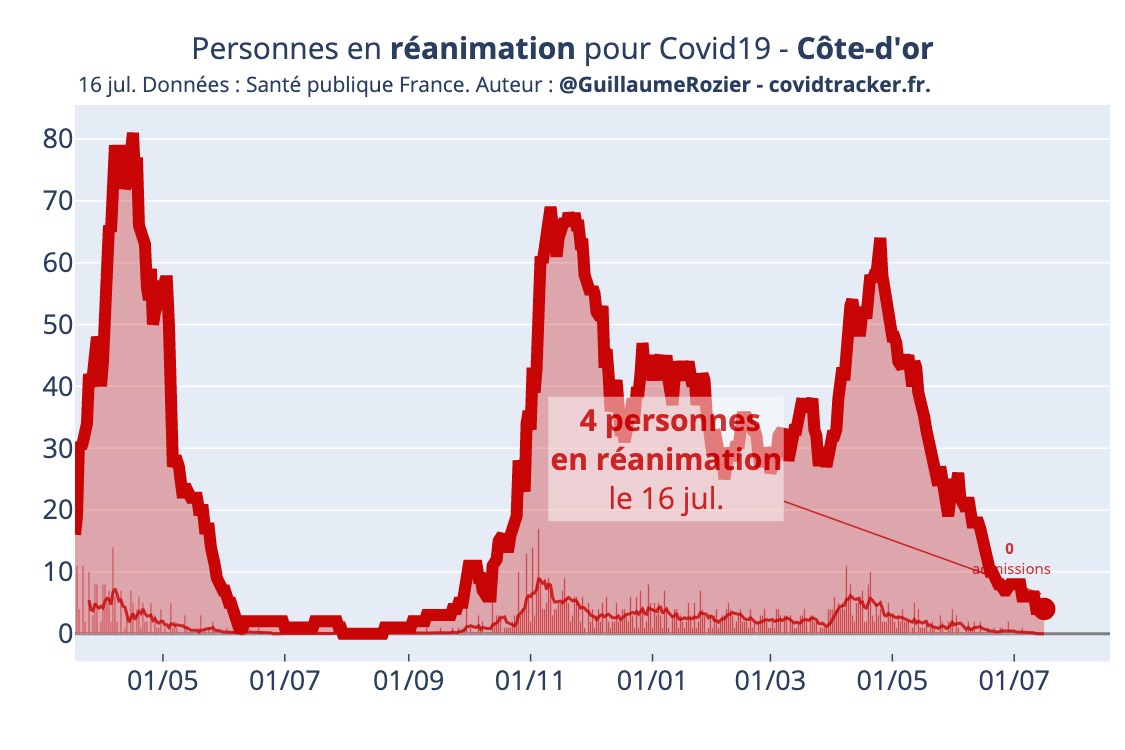 Personnes en réanimation pour Covid19 - Côte-d'or
16 jul. Données : Santé publique France. Auteur : @GuillaumeRozier - covidtracker.fr.
80
70
60
50
40
30
20
10
0
4 personnes
en réanimation
le 16 jul.
0
admissions
01/05 01/07 01/09 01/11 01/01 01/03 01/05 01/07